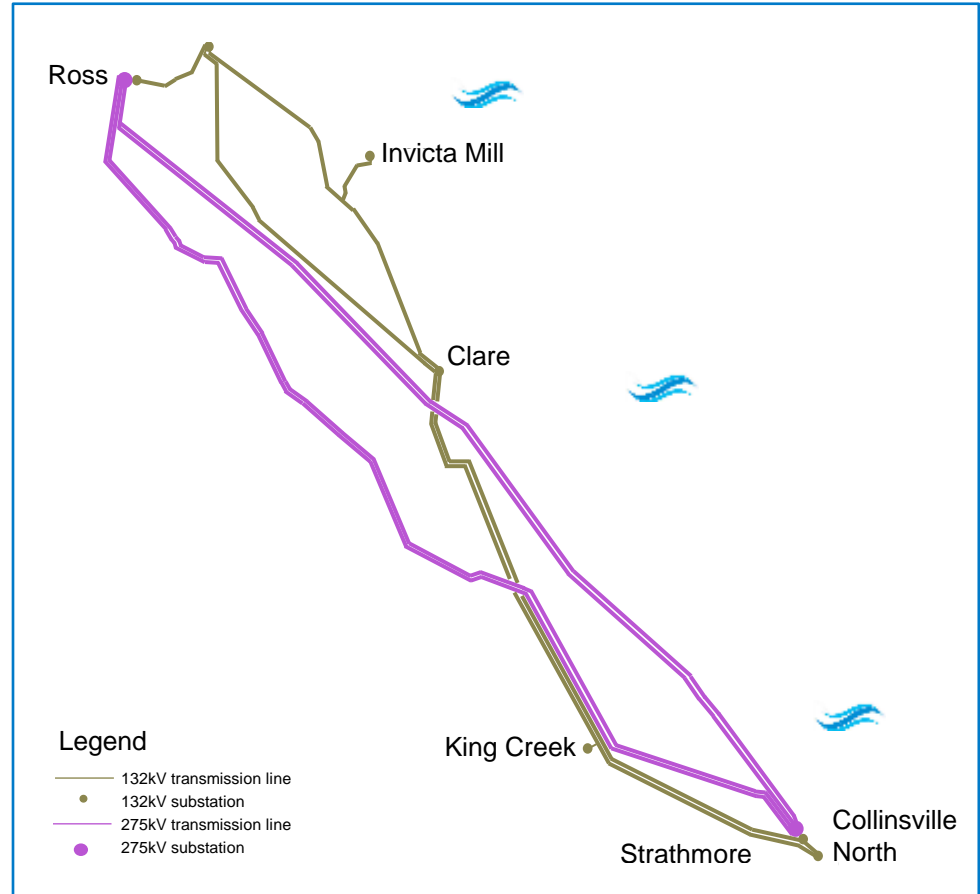 Ross
Invicta Mill
Clare
King Creek
Collinsville
North
Strathmore
Legend
132kV transmission line
132kV substation
275kV transmission line
275kV substation